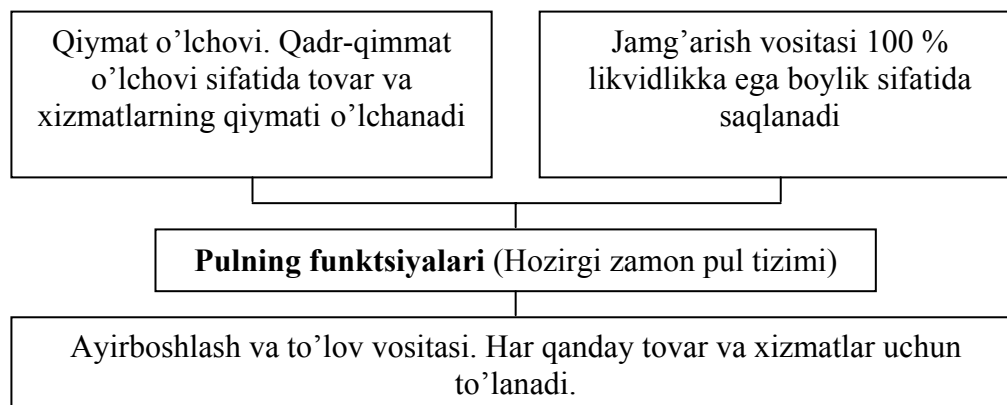 Qiymat o’lchovi. Qadr-qimmat
o’lchovi sifatida tovar va
xizmatlarning qiymati o’lchanadi
Jamg’arish vositasi 100 %
likvidlikka ega boylik sifatida
saqlanadi
Pulning funktsiyalari (Hozirgi zamon pul tizimi)
Ayirboshlash va to’lov vositasi. Har qanday tovar va xizmatlar uchun
to’lanadi.